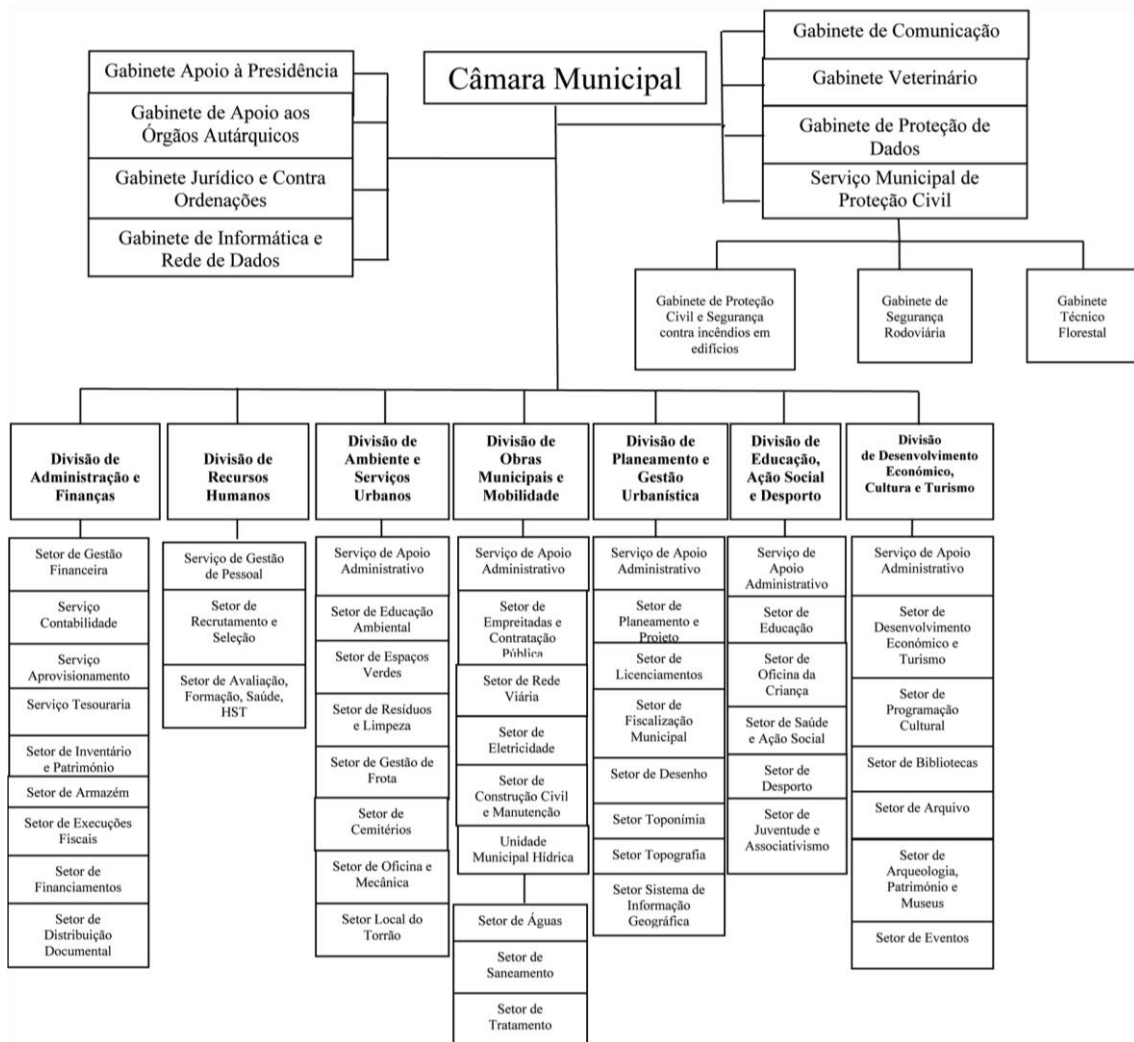 Câmara Municipal
Gabinete Apoio à Presidência
Gabinete de Apoio aos
Órgãos Autárquicos
Gabinete Jurídico e Contra
Ordenações
Gabinete de Informática e
Rede de Dados
Gabinete de Comunicação
Gabinete Veterinário
Gabinete de Proteção de
Dados
Serviço Municipal de
Proteção Civil
Gabinete de Proteção
Civil e Segurança
contra incêndios em
edifícios
Gabinete de
Segurança
Rodoviária
Gabinete
Técnico
Florestal
Divisão de
Administração e
Finanças
Setor de Gestão
Financeira
Serviço
Contabilidade
Serviço
Aprovisionamento
Serviço Tesouraria
Setor de Inventário
e Património
Setor de Armazém
Setor de Execuções
Fiscais
Setor de
Financiamentos
Setor de
Distribuição
Documental
Divisão de
Recursos
Humanos
Serviço de Gestão
de Pessoal
Setor de
Recrutamento e
Seleção
Setor de Avaliação,
Formação, Saúde,
HST
Divisão de
Ambiente e
Serviços
Urbanos
Serviço de Apoio
Administrativo
Setor de Educação
Ambiental
Setor de Espaços
Verdes
Setor de Resíduos
e Limpeza
Setor de Gestão de
Frota
Setor de
Cemitérios
Setor de Oficina e
Mecânica
Setor Local do
Torrão
Divisão de
Obras
Municipais e
Mobilidade
Serviço de Apoio
Administrativo
Setor de
Empreitadas e
Contratação
Pública
Setor de Rede
Viária
Setor de
Eletricidade
Setor de
Construção Civil
e Manutenção
Unidade
Municipal Hídrica
Setor de Águas
Setor de
Saneamento
Setor de
Tratamento
Divisão de
Planeamento e
Gestão
Urbanística
Serviço de Apoio
Administrativo
Setor de
Planeamento e
Projeto
Setor de
Licenciamentos
Setor de
Fiscalização
Municipal
Setor de Desenho
Setor Toponímia
Setor Topografia
Setor Sistema de
Informação
Geográfica
Divisão de
Educação,
Ação Social
e Desporto
Serviço de
Apoio
Administrativo
Setor de
Educação
Setor de
Oficina da
Criança
Setor de Saúde
e Ação Social
Setor de
Desporto
Setor de
Juventude e
Associativismo
Divisão
de Desenvolvimento
Económico,
Cultura e Turismo
Serviço de Apoio
Administrativo
Setor de
Desenvolvimento
Económico e
Turismo
Setor de
Programação
Cultural
Setor de Bibliotecas
Setor de Arquivo
Setor de
Arqueologia,
Património e
Museus
Setor de Eventos